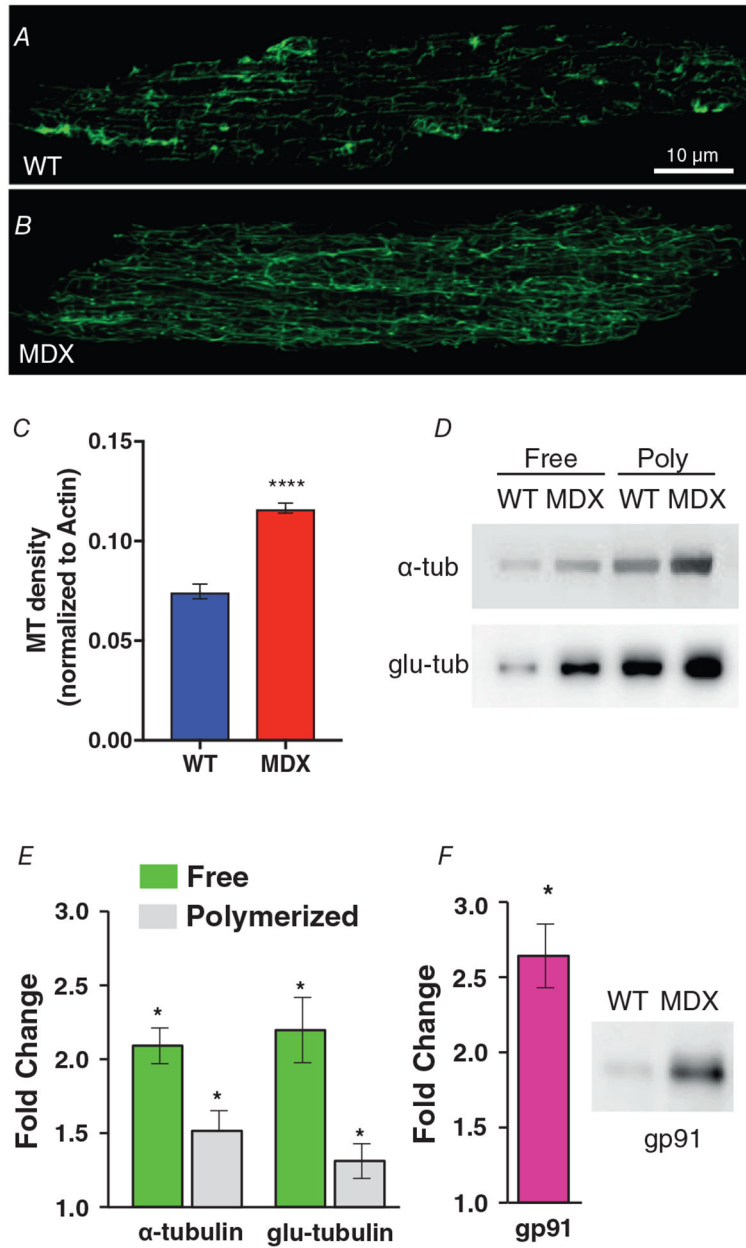 A
WT
10 µm
B
MDX
C
MT density
(normalized to Actin)
0.15
0.10
0.05
0.00
****
WT MDX
D
Free Poly
WT MDX WT MDX
α-tub
glu-tub
E
Free
Polymerized
Fold Change
3.0
2.5
2.0
1.5
1.0
* * * *
α-tubulin glu-tubulin
F
Fold Change
3.0
2.5
2.0
1.5
1.0
*
gp91
WT MDX
gp91